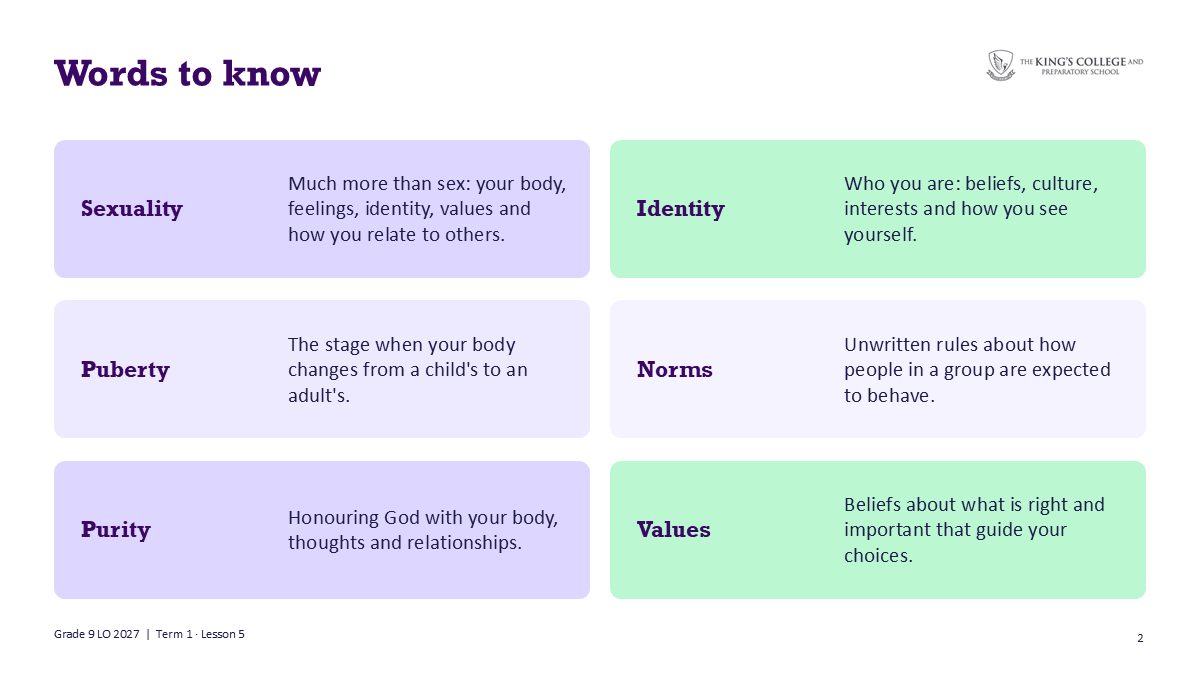 Words to know
THE KING'S COLLEGE AND
PREPARATORY SCHOOL
Sexuality
Much more than sex: your body,
feelings, identity, values and
how you relate to others.
Identity
Who you are: beliefs, culture,
interests and how you see
yourself.
Puberty
The stage when your body
changes from a child's to an
adult's.
Norms
Unwritten rules about how
people in a group are expected
to behave.
Purity
Honouring God with your body,
thoughts and relationships.
Values
Beliefs about what is right and
important that guide your
choices.
Grade 9 LO 2027 | Term 1 · Lesson 5
2